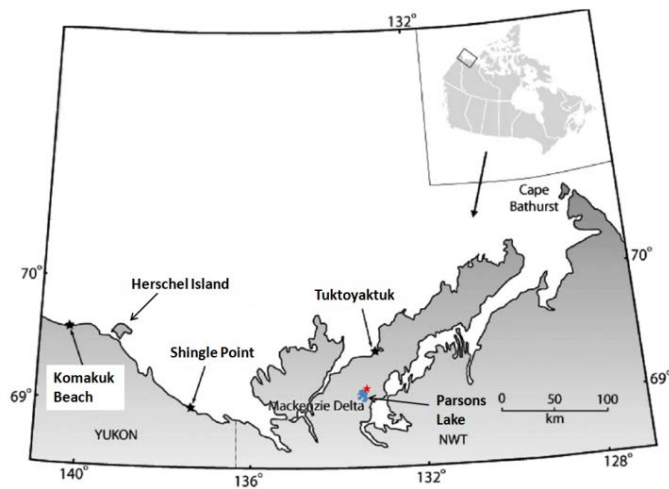 132°
Cape
Bathurst
70°
70°
Herschel Island
Tuktoyaktuk
Shingle Point
Komakuk
Beach
69°
69°
Mackenzie Delta
Parsons
Lake
0 50 100
km
YUKON
NWT
140°
136°
132°
128°